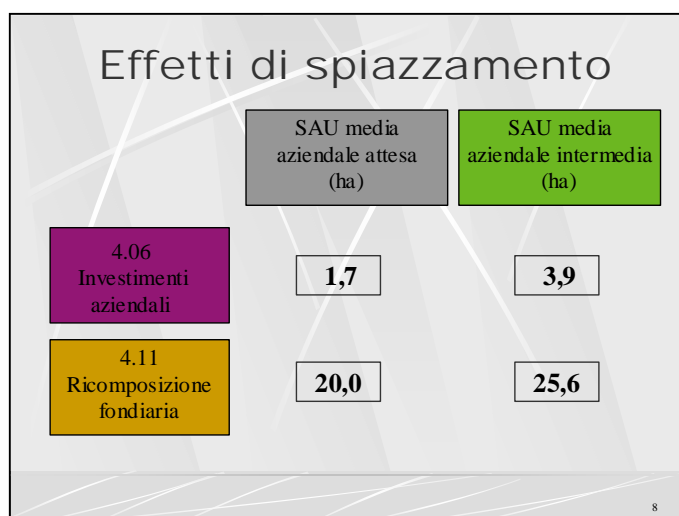 Effetti di spiazzamento
SAU media
aziendale attesa
(ha)
SAU media
aziendale intermedia
(ha)
4.06
Investimenti
aziendali
1,7
3,9
4.11
Ricomposizione
fondiaria
20,0
25,6
8